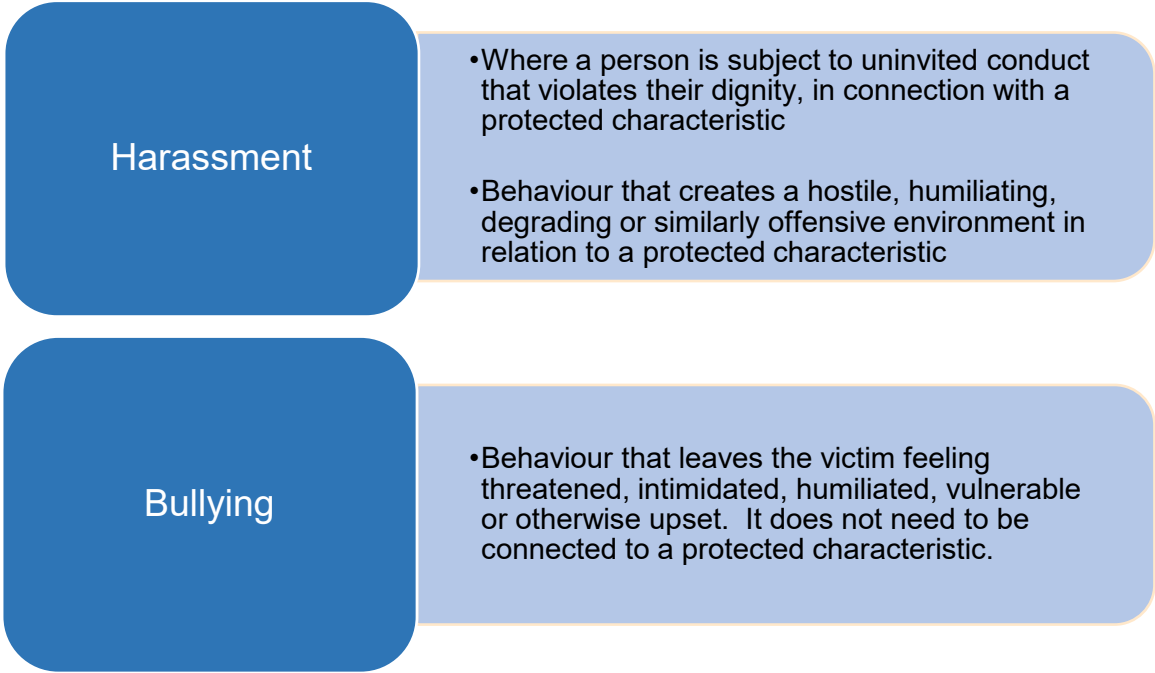 Harassment
•Where a person is subject to uninvited conduct
that violates their dignity, in connection with a
protected characteristic
•Behaviour that creates a hostile, humiliating,
degrading or similarly offensive environment in
relation to a protected characteristic
Bullying
•Behaviour that leaves the victim feeling
threatened, intimidated, humiliated, vulnerable
or otherwise upset.  It does not need to be
connected to a protected characteristic.